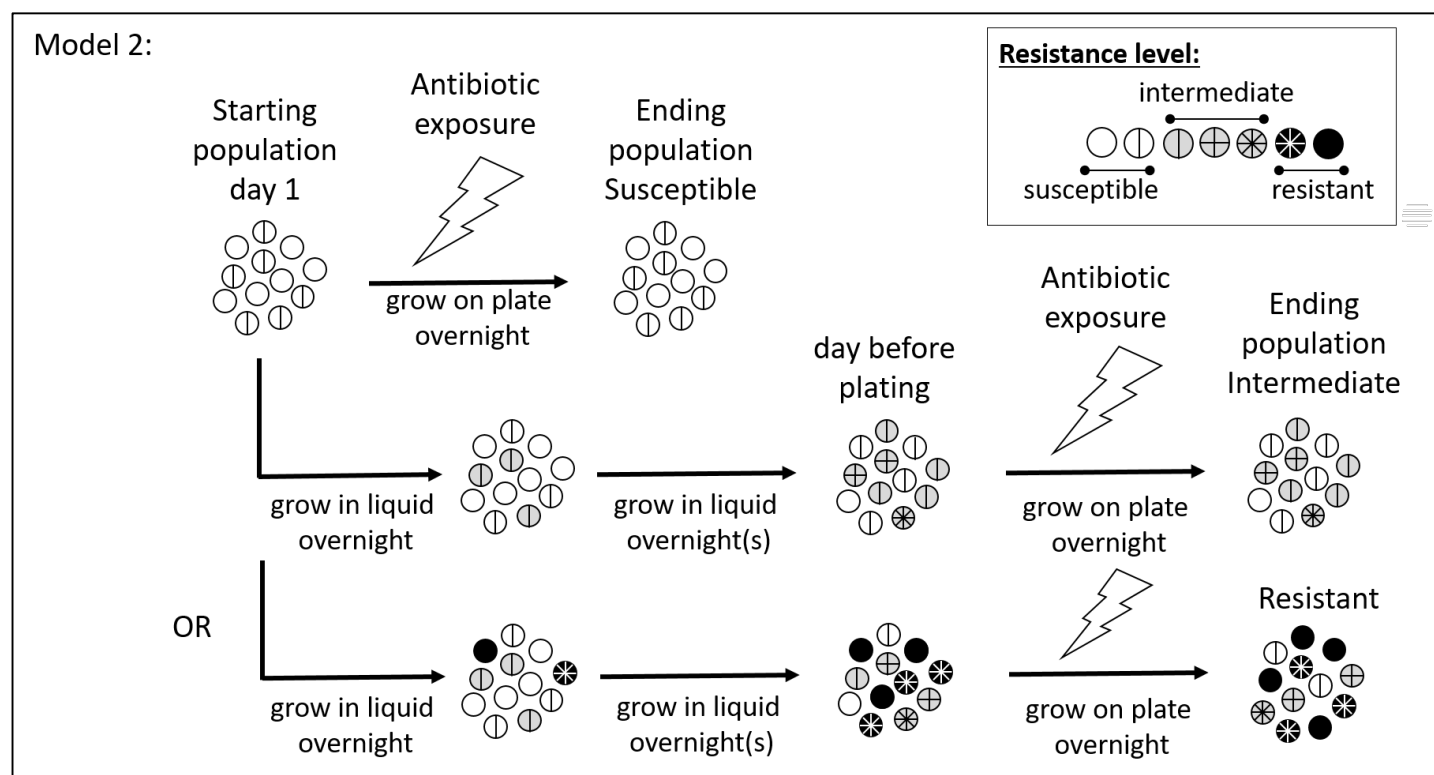 Model 2:
Resistance level:
intermediate
susceptible
resistant
Starting
population
day 1
Antibiotic
exposure
Ending
population
Susceptible
grow on plate
overnight
day before
plating
Antibiotic
exposure
Ending
population
Intermediate
grow in liquid
overnight
grow in liquid
overnight(s)
grow on plate
overnight
OR
Resistant
grow in liquid
overnight
grow in liquid
overnight(s)
grow on plate
overnight